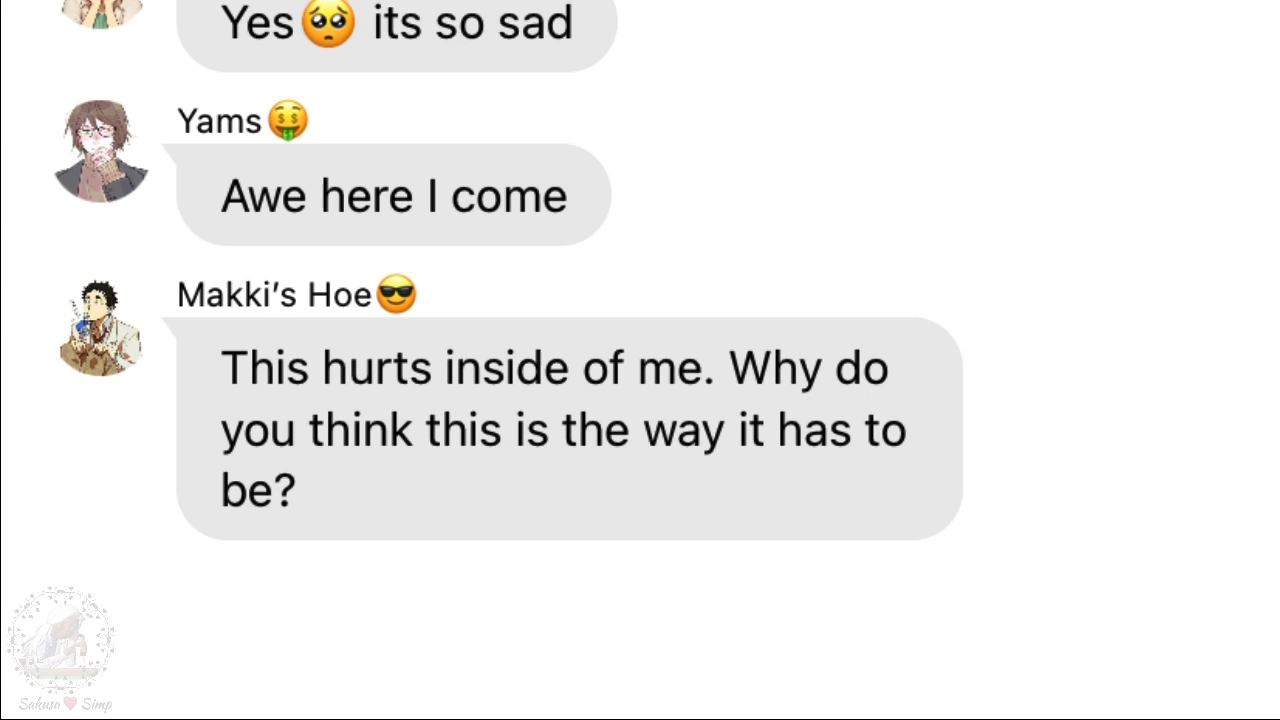 Yes🥺 its so sad
Yams🤑
Awe here I come
Makki’s Hoe😎
This hurts inside of me. Why do
you think this is the way it has to
be?
Sakusa❤️ Simp